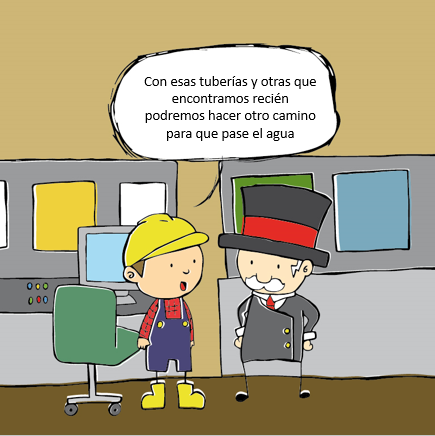 Con esas tuberías y otras que
encontramos recién
podremos hacer otro camino
para que pase el agua